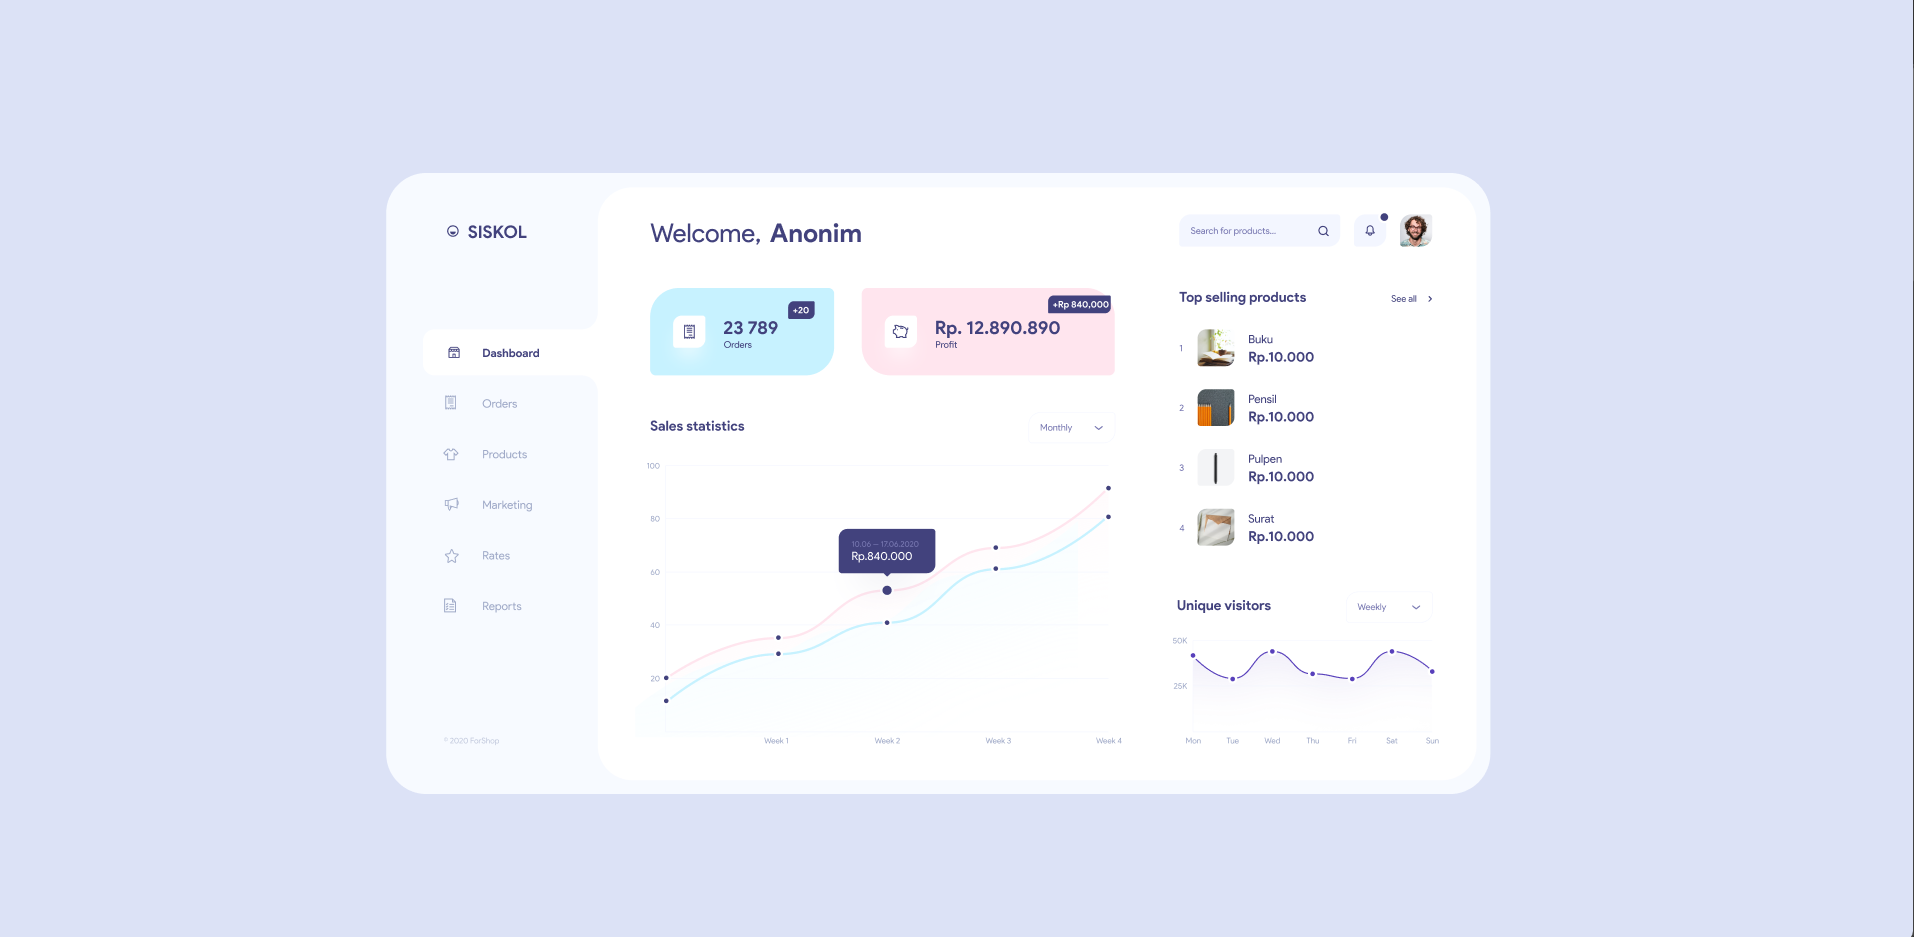 SISKOL
Dashboard
Orders
Products
Marketing
Rates
Reports
© 2020 ForShop
Welcome, Anonim
Search for products...
+20
23 789
Orders
+Rp 840,000
Rp. 12.890.890
Profit
Sales statistics
Monthly
100
80
60
40
20
10.06 – 17.06.2020
Rp.840.000
Week 1
Week 2
Week 3
Week 4
Top selling products
See all
1
Buku
Rp.10.000
2
Pensil
Rp.10.000
3
Pulpen
Rp.10.000
4
Surat
Rp.10.000
Unique visitors
Weekly
50K
25K
Mon
Tue
Wed
Thu
Fri
Sat
Sun